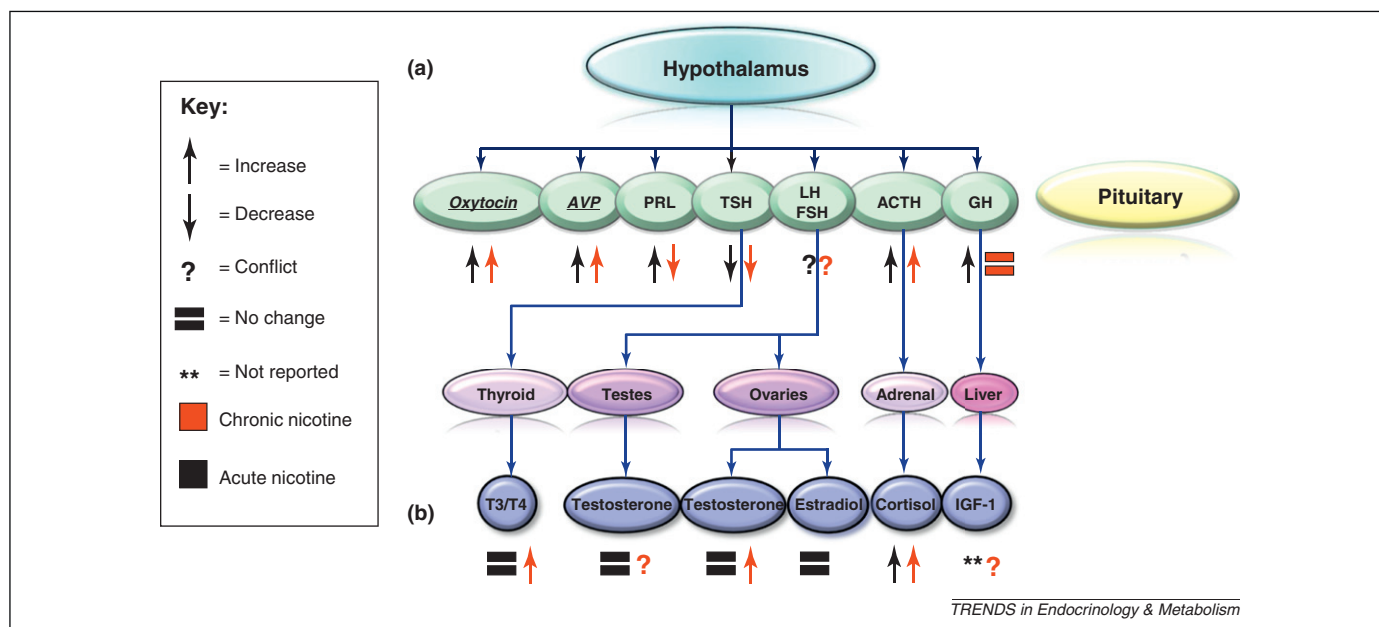 (a)
Hypothalamus
Key:
= Increase
= Decrease
? = Conflict
= No change
** = Not reported
Chronic nicotine
Acute nicotine
Oxytocin AVP PRL TSH LH FSH ACTH GH Pituitary
? ?
Thyroid Testes Ovaries Adrenal Liver
(b)
T3/T4 Testosterone Testosterone Estradiol Cortisol IGF-1
? ** ?
TRENDS in Endocrinology & Metabolism